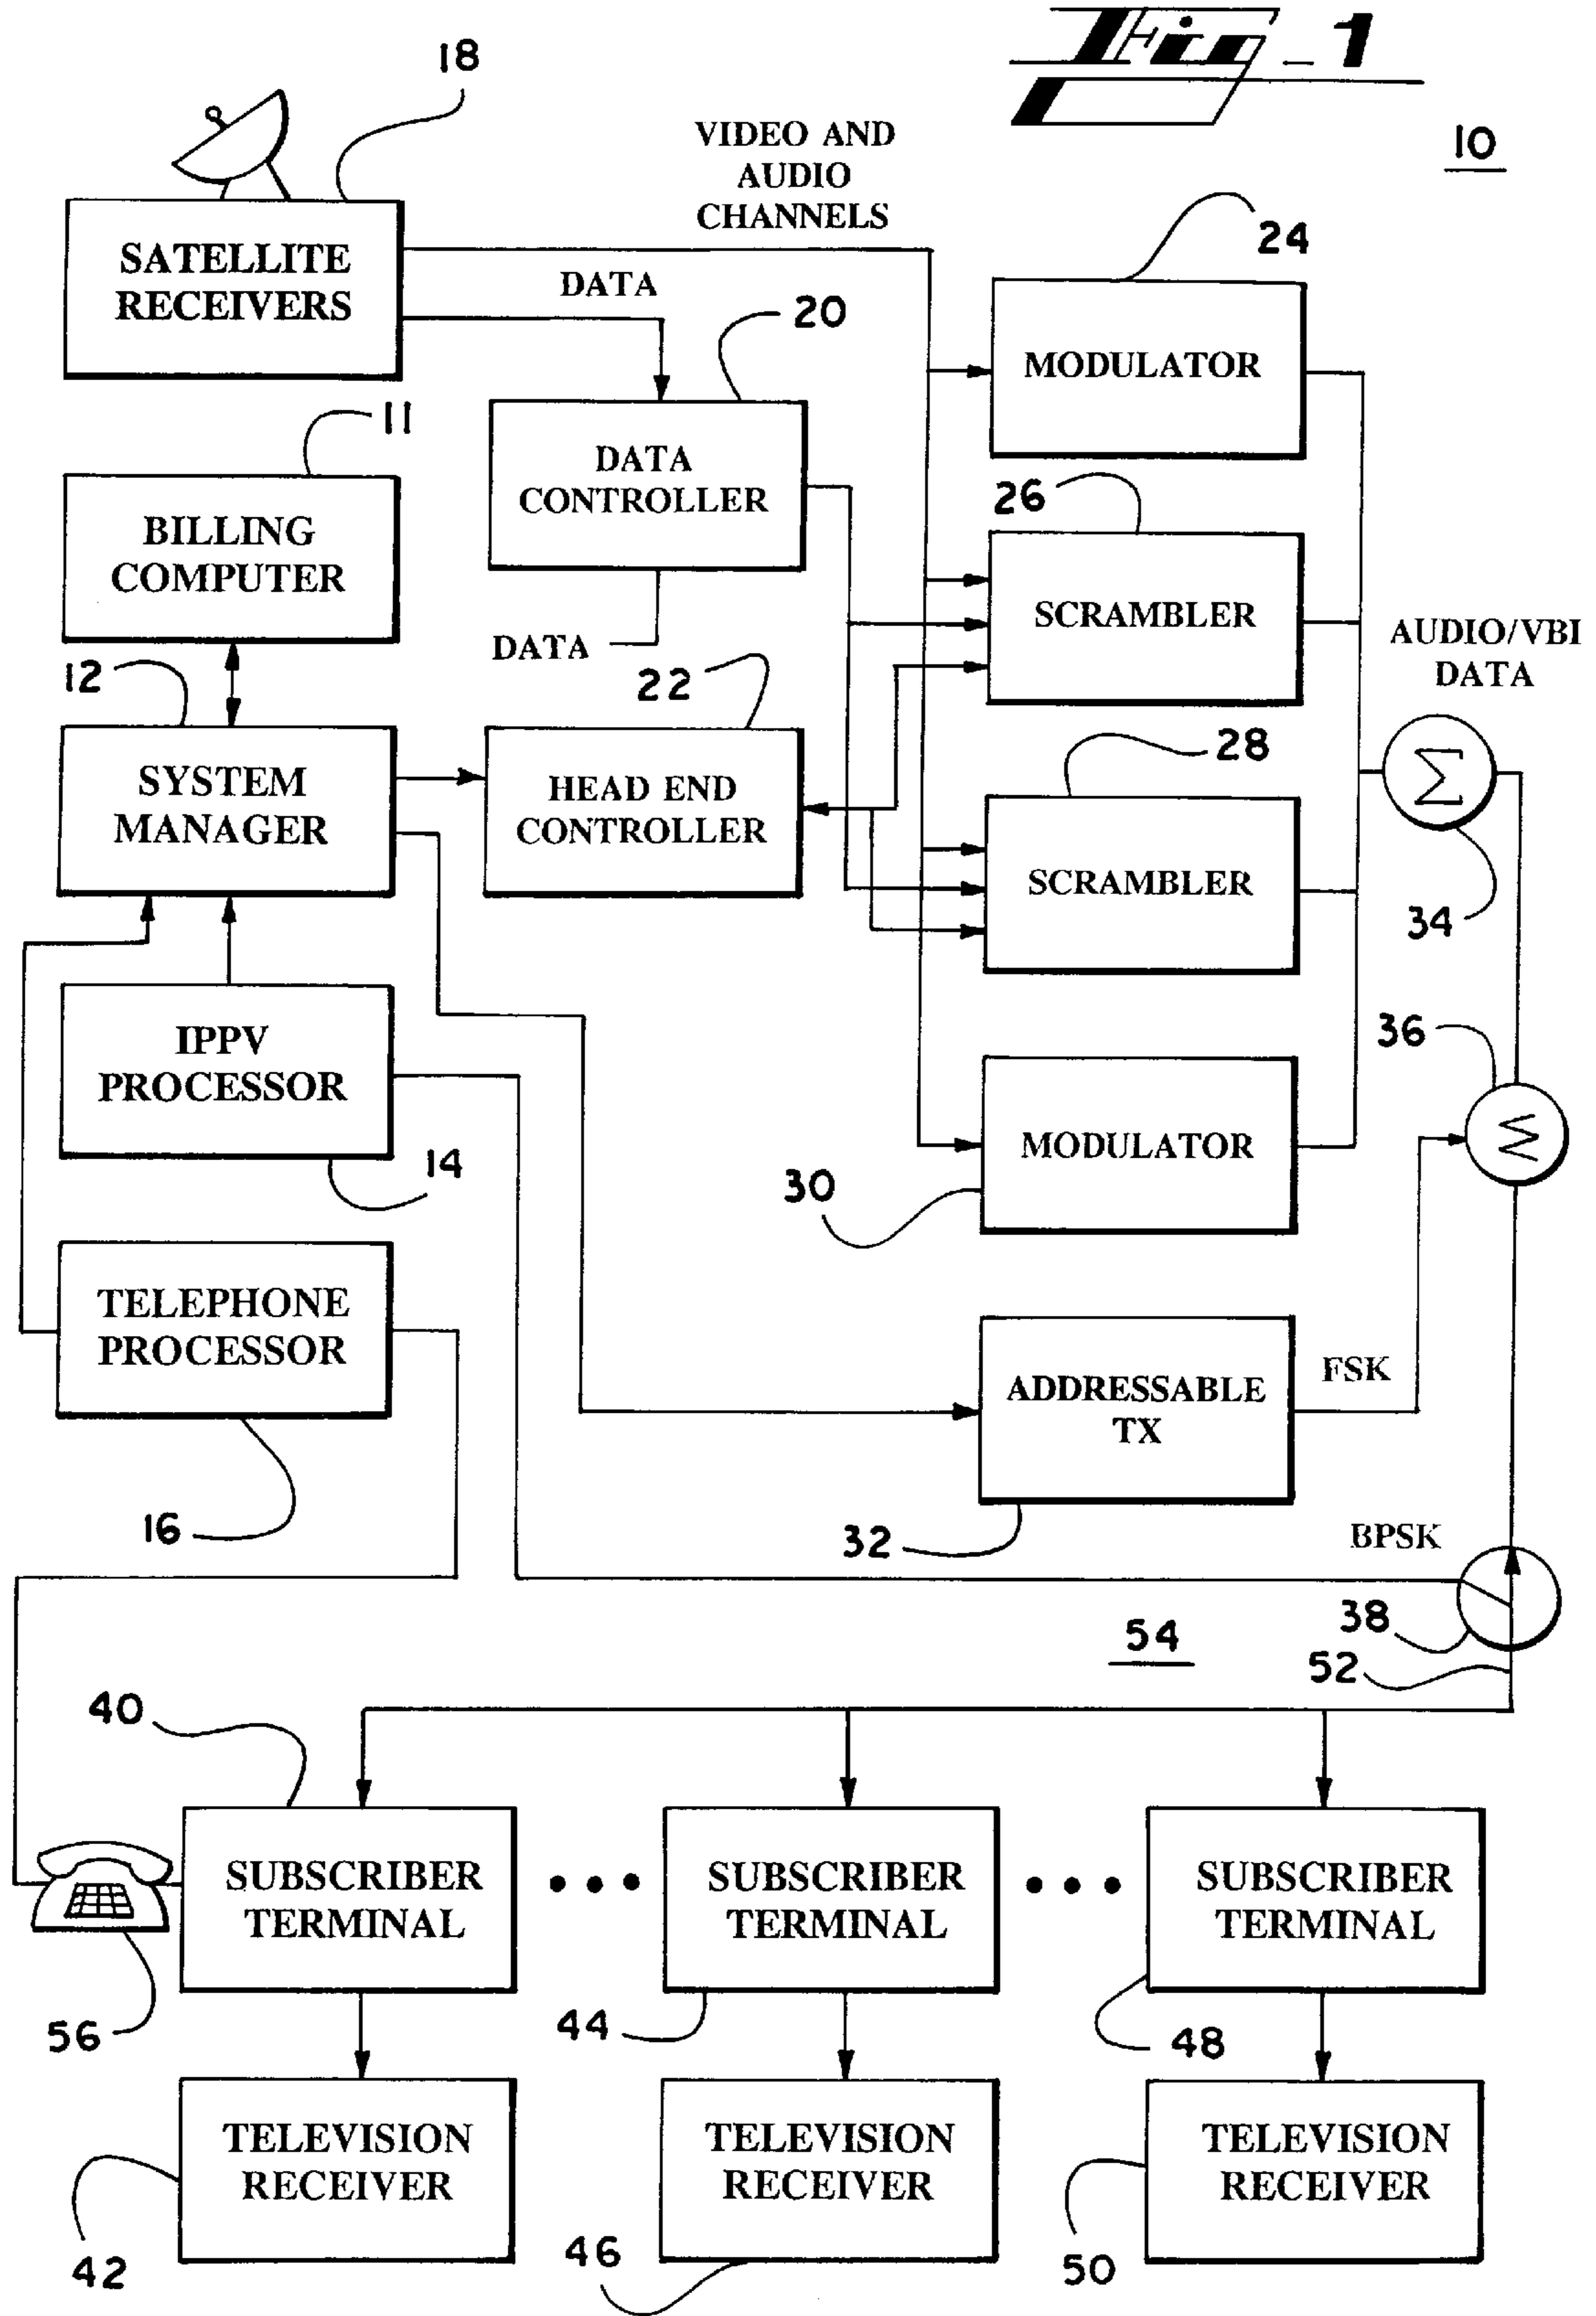 Fig_1
10
18
VIDEO AND
AUDIO
CHANNELS
24
SATELLITE
RECEIVERS
DATA
20
MODULATOR
11
DATA
CONTROLLER
26
BILLING
COMPUTER
SCRAMBLER
AUDIO/VBI
DATA
DATA
12
22
28
SYSTEM
MANAGER
HEAD END
CONTROLLER
Σ
SCRAMBLER
34
36
IPPV
PROCESSOR
Σ
MODULATOR
14
30
TELEPHONE
PROCESSOR
FSK
ADDRESSABLE
TX
16
32
BPSK
38
54
52
40
SUBSCRIBER
TERMINAL
SUBSCRIBER
TERMINAL
SUBSCRIBER
TERMINAL
56
44
48
TELEVISION
RECEIVER
TELEVISION
RECEIVER
TELEVISION
RECEIVER
42
46
50